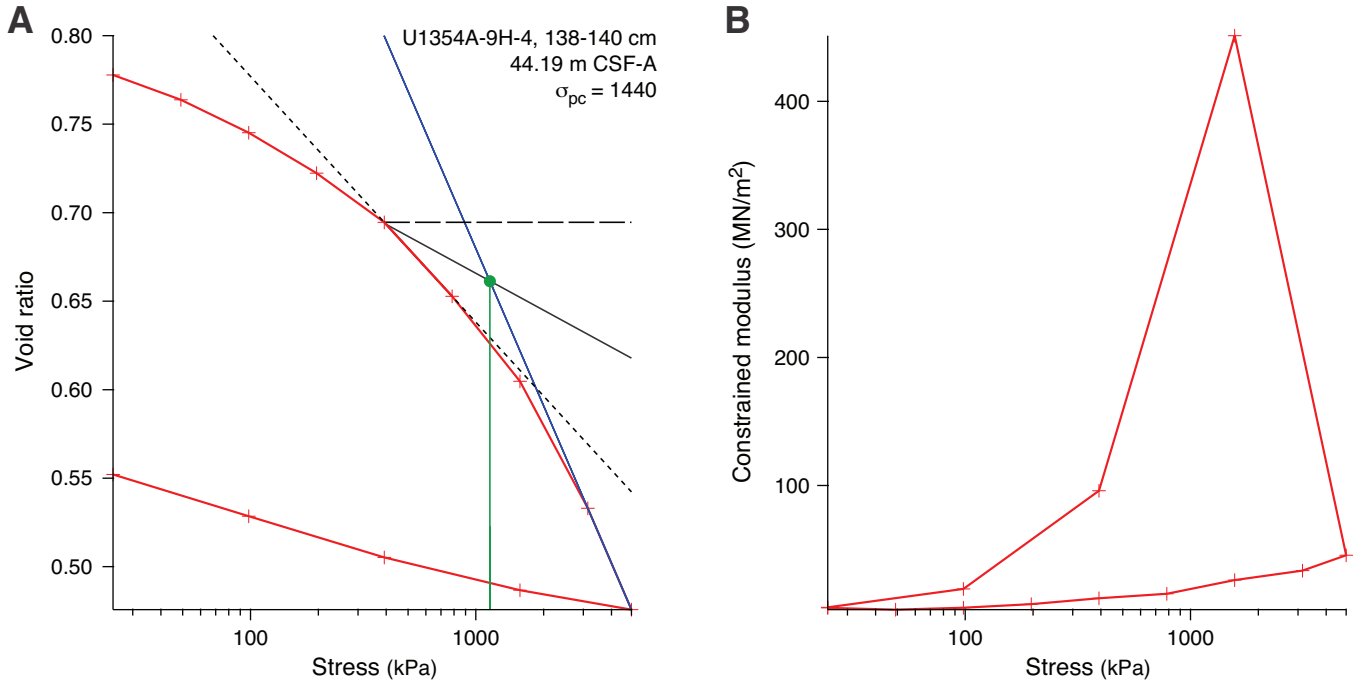 A
U1354A-9H-4, 138-140 cm
44.19 m CSF-A
σpc = 1440
Void ratio
0.80
0.75
0.70
0.65
0.60
0.55
0.50
100
1000
Stress (kPa)
B
Constrained modulus (MN/m²)
400
300
200
100
100
1000
Stress (kPa)